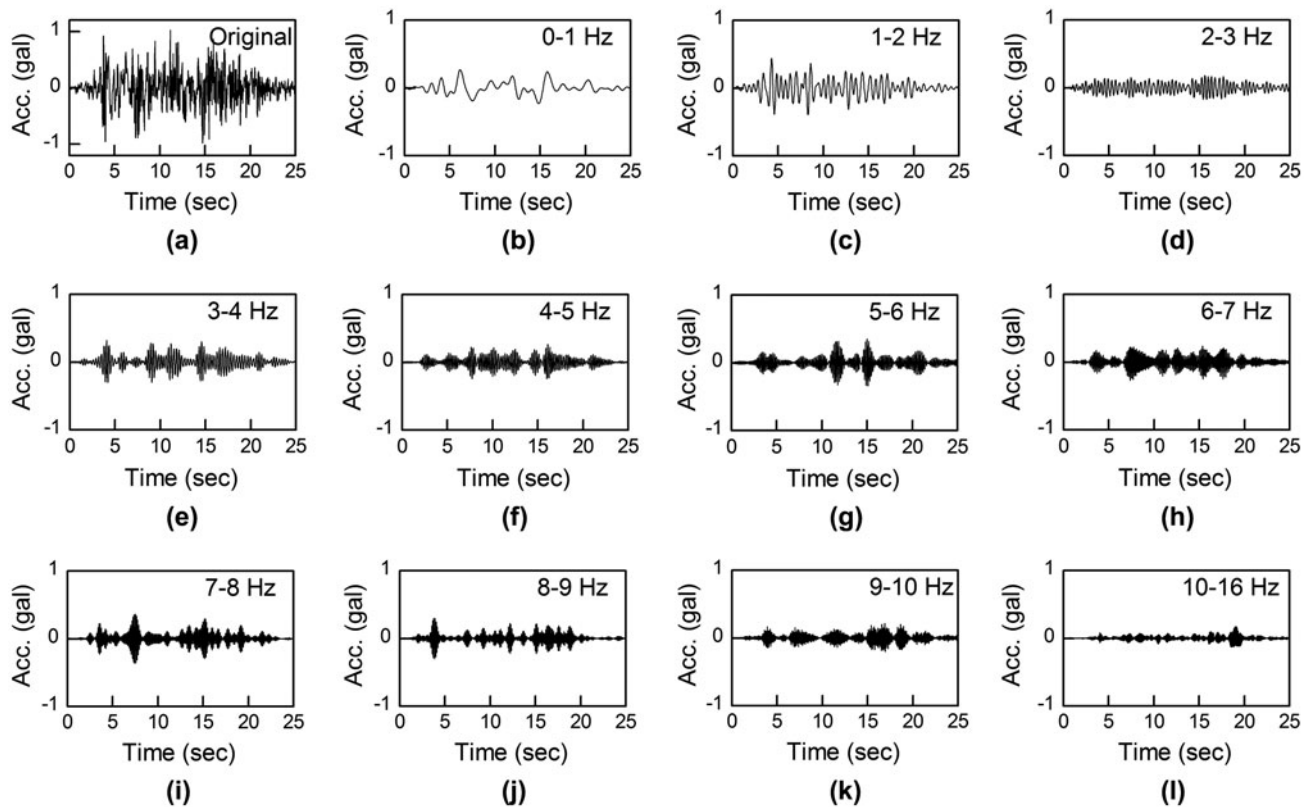 1 Original
Acc. (gal)
0
-1
0 5 10 15 20 25
Time (sec)
(a)
1 0-1 Hz
Acc. (gal)
0
-1
0 5 10 15 20 25
Time (sec)
(b)
1 1-2 Hz
Acc. (gal)
0
-1
0 5 10 15 20 25
Time (sec)
(c)
1 2-3 Hz
Acc. (gal)
0
-1
0 5 10 15 20 25
Time (sec)
(d)
1 3-4 Hz
Acc. (gal)
0
-1
0 5 10 15 20 25
Time (sec)
(e)
1 4-5 Hz
Acc. (gal)
0
-1
0 5 10 15 20 25
Time (sec)
(f)
1 5-6 Hz
Acc. (gal)
0
-1
0 5 10 15 20 25
Time (sec)
(g)
1 6-7 Hz
Acc. (gal)
0
-1
0 5 10 15 20 25
Time (sec)
(h)
1 7-8 Hz
Acc. (gal)
0
-1
0 5 10 15 20 25
Time (sec)
(i)
1 8-9 Hz
Acc. (gal)
0
-1
0 5 10 15 20 25
Time (sec)
(j)
1 9-10 Hz
Acc. (gal)
0
-1
0 5 10 15 20 25
Time (sec)
(k)
1 10-16 Hz
Acc. (gal)
0
-1
0 5 10 15 20 25
Time (sec)
(l)